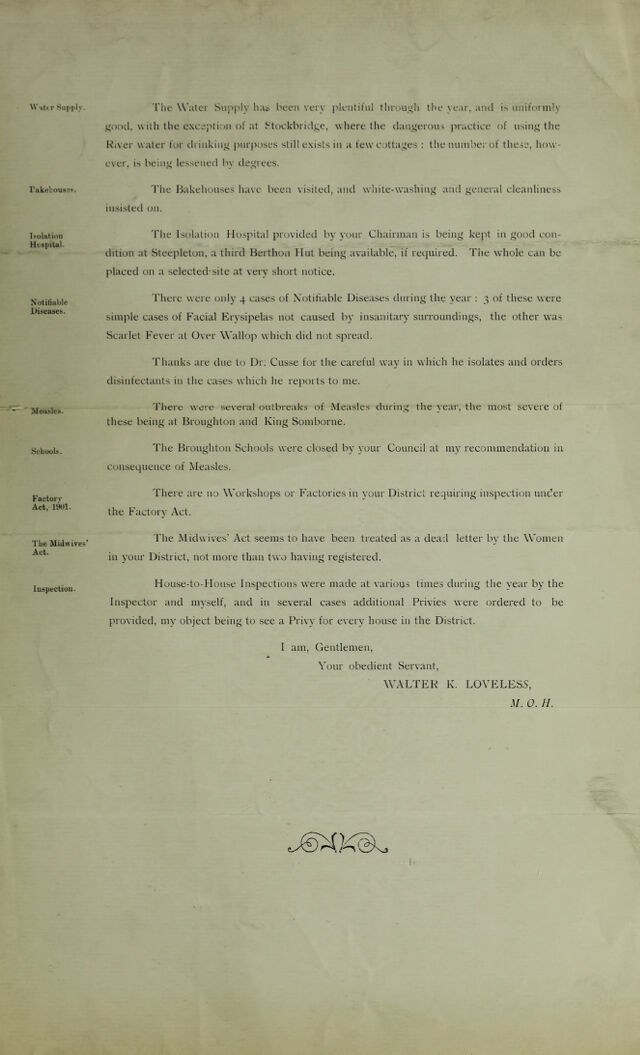 Water Supply.
The Water Supply has been very plentiful through the year, and is uniformly
good, with the exception of at Stockbridge, where the dangerous practice of using the
River water for drinking purposes still exists in a few cottages : the number of these, how-
ever, is being lessened by degrees.
Bakehouses.
The Bakehouses have been visited, and white-washing and general cleanliness
insisted on.
Isolation
Hospital.
The Isolation Hospital provided by your Chairman is being kept in good con-
dition at Steepleton, a third Berthon Hut being available, if required. The whole can be
placed on a selected site at very short notice.
Notifiable
Diseases.
There were only 4 cases of Notifiable Diseases during the year : 3 of these were
simple cases of Facial Erysipelas not caused by insanitary surroundings, the other was
Scarlet Fever at Over Wallop which did not spread.
Thanks are due to Dr. Cusse for the careful way in which he isolates and orders
disinfectants in the cases which he reports to me.
Measles.
There were several outbreaks of Measles during the year, the most severe of
these being at Broughton and King Somborne.
Schools.
The Broughton Schools were closed by your Council at my recommendation in
consequence of Measles.
Factory
Act, 1901.
There are no Workshops or Factories in your District requiring inspection under
the Factory Act.
The Midwives'
Act.
The Midwives' Act seems to have been treated as a dead letter by the Women
in your District, not more than two having registered.
Inspection.
House-to-House Inspections were made at various times during the year by the
Inspector and myself, and in several cases additional Privies were ordered to be
provided, my object being to see a Privy for every house in the District.
I am, Gentlemen,
Your obedient Servant,
WALTER K. LOVELESS,
M. O. H.